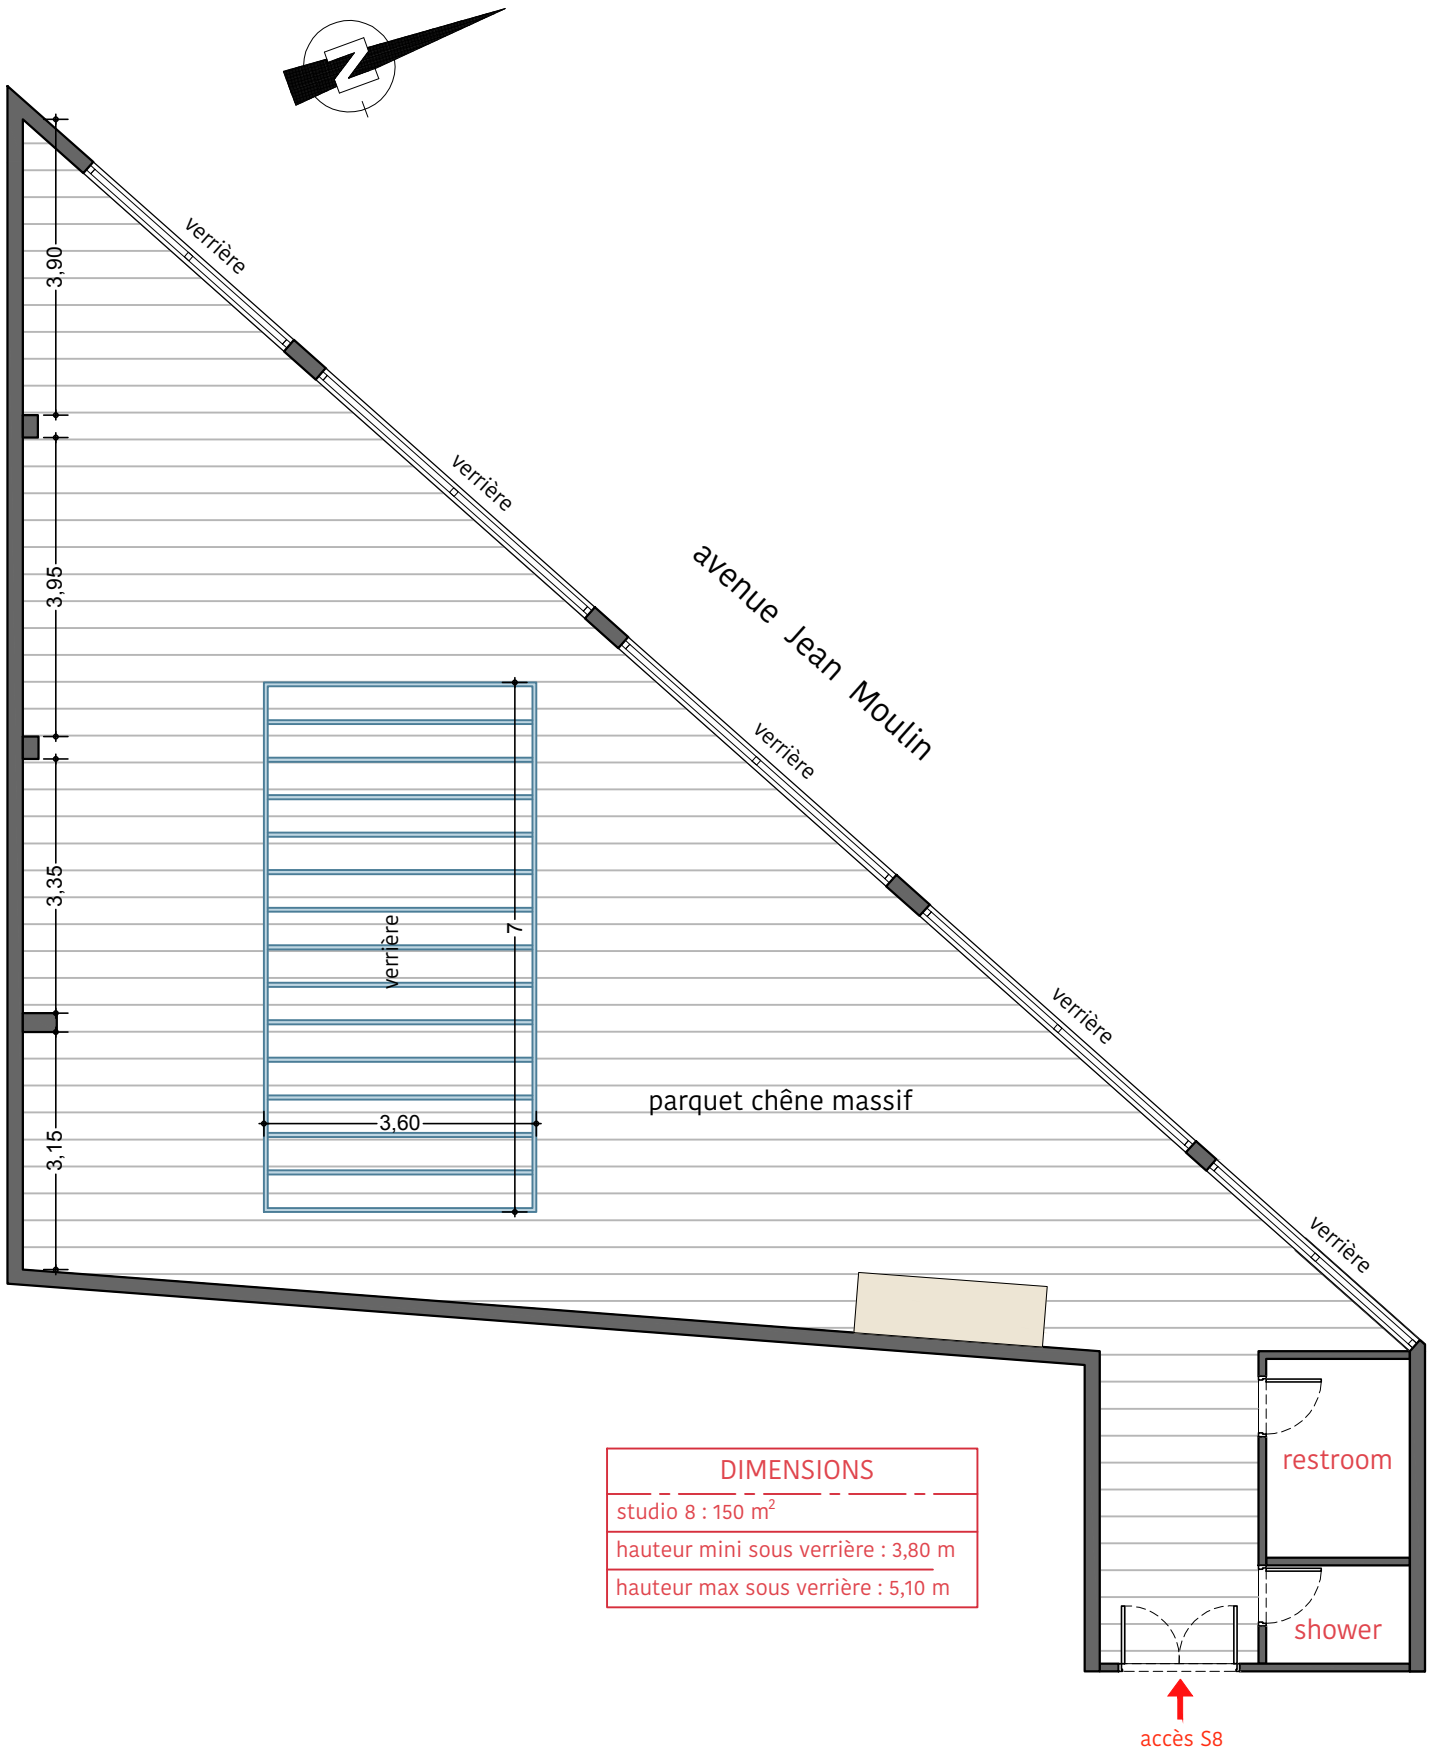 N
verrière
3,90
verrière
avenue Jean Moulin
3,95
verrière
3,35
verrière
7
verrière
parquet chêne massif
3,60
3,15
verrière
DIMENSIONS
studio 8 : 150 m²
hauteur mini sous verrière : 3,80 m
hauteur max sous verrière : 5,10 m
restroom
shower
accès S8